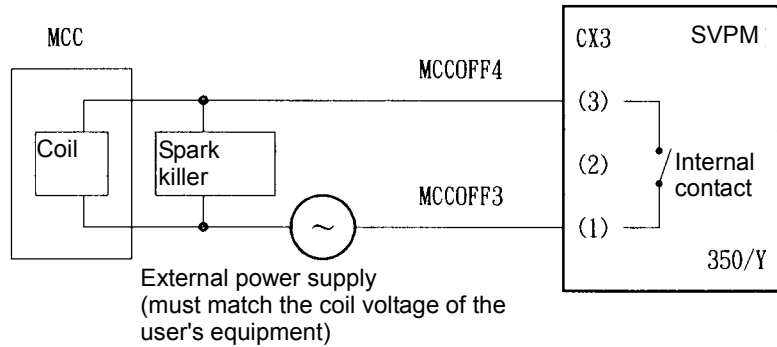 MCC
CX3
SVPM
MCCOFF4
(3)
Coil
Spark
killer
(2)
Internal
contact
MCCOFF3
(1)
~
350/Y
External power supply
(must match the coil voltage of the
user's equipment)